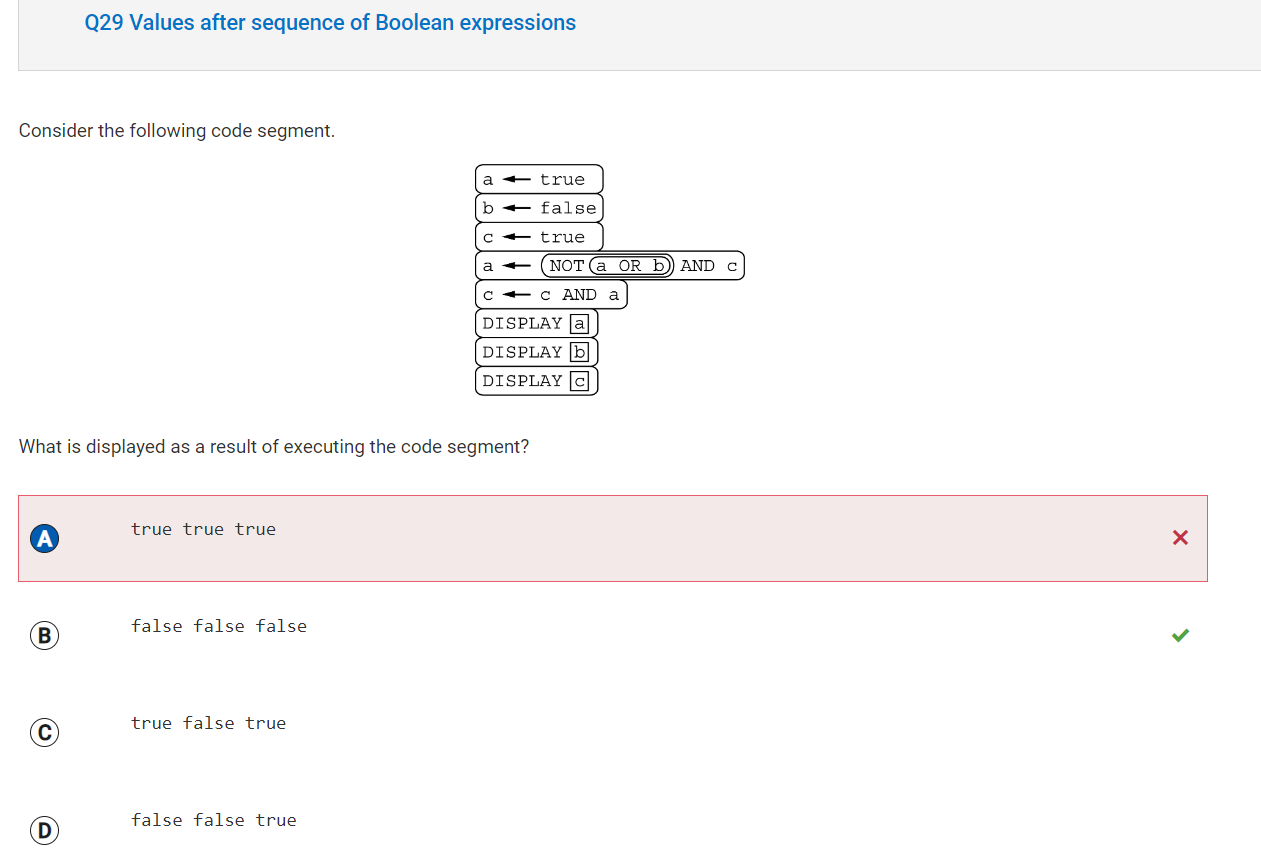 Q29 Values after sequence of Boolean expressions
Consider the following code segment.
a ← true
b ← false
c ← true
a ← NOT a OR b AND c
c ← c AND a
DISPLAY a
DISPLAY b
DISPLAY c
What is displayed as a result of executing the code segment?
A true true true
B false false false
C true false true
D false false true